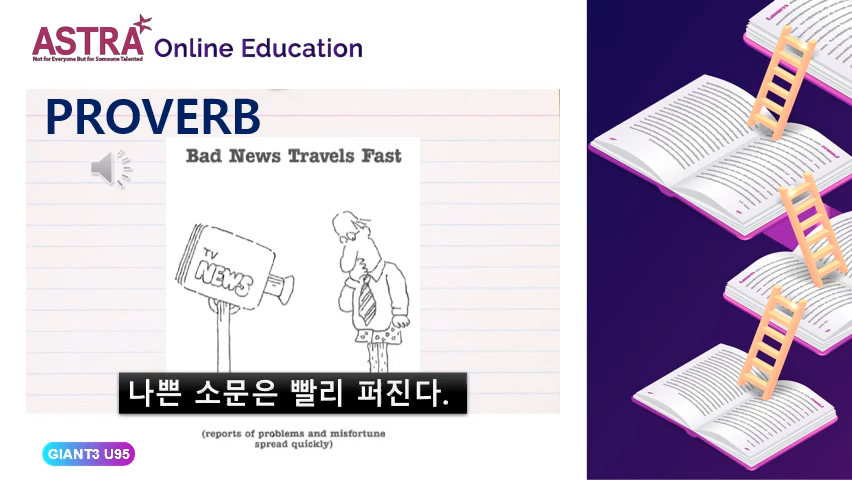 ASTRA
Not for Everyone But for Someone Talented
Online Education
PROVERB
Bad News Travels Fast
TV
NEWS
나쁜 소문은 빨리 퍼진다.
(reports of problems and misfortune
spread quickly)
GIANT3 U95